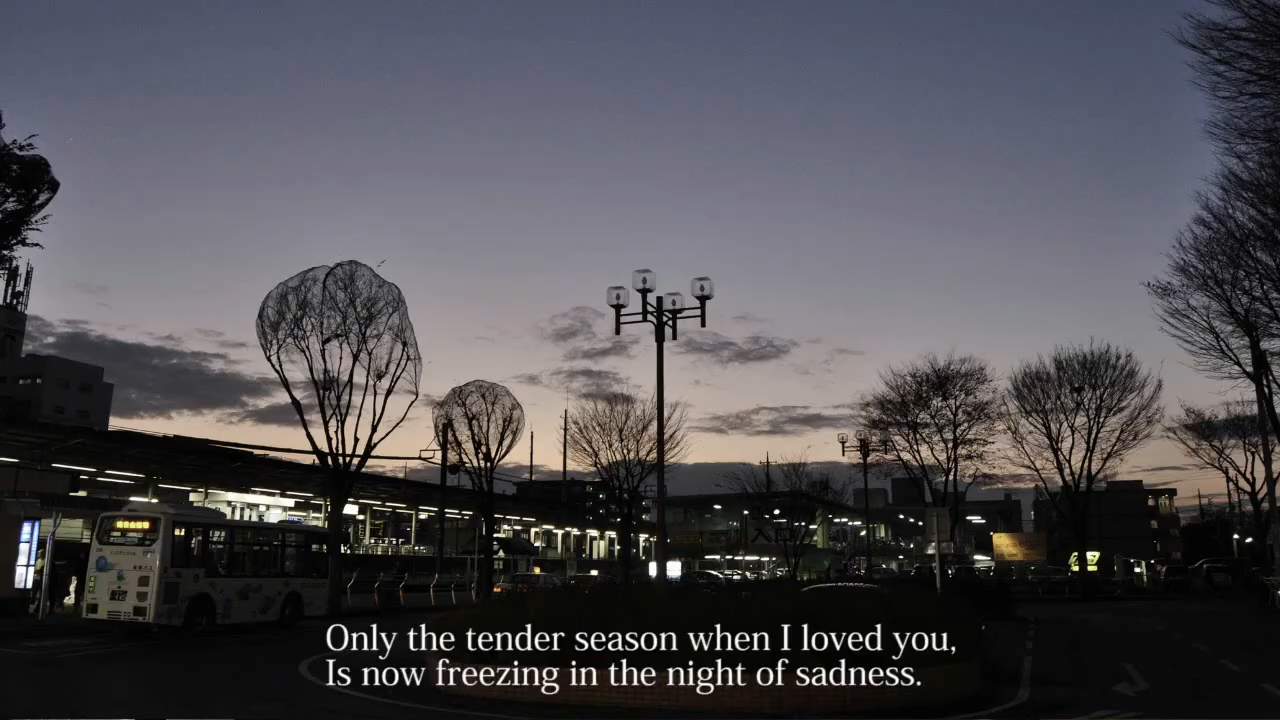 Only the tender season when I loved you,
Is now freezing in the night of sadness.